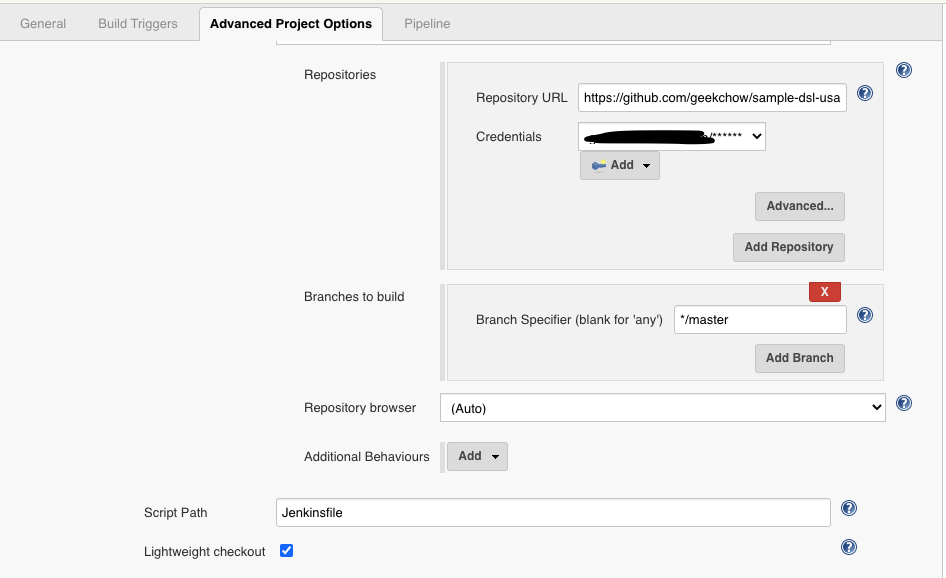 General Build Triggers Advanced Project Options Pipeline
Repositories
Repository URL https://github.com/geekchow/sample-dsl-usa
Credentials /******
Add
Advanced...
Add Repository
Branches to build
X
Branch Specifier (blank for 'any') */master
Add Branch
Repository browser (Auto)
Additional Behaviours Add
Script Path Jenkinsfile
Lightweight checkout